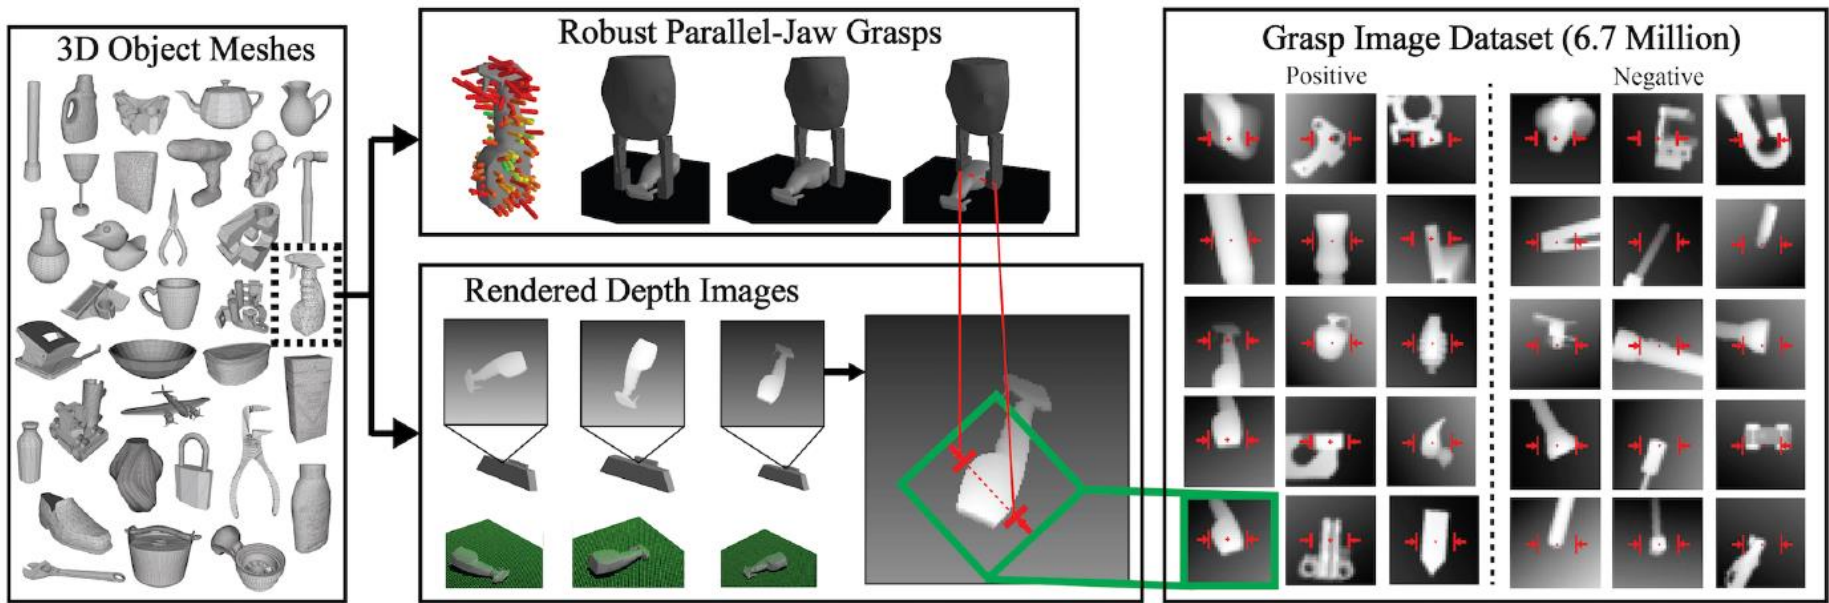 3D Object Meshes
Robust Parallel-Jaw Grasps
Rendered Depth Images
Grasp Image Dataset (6.7 Million)
Positive
Negative